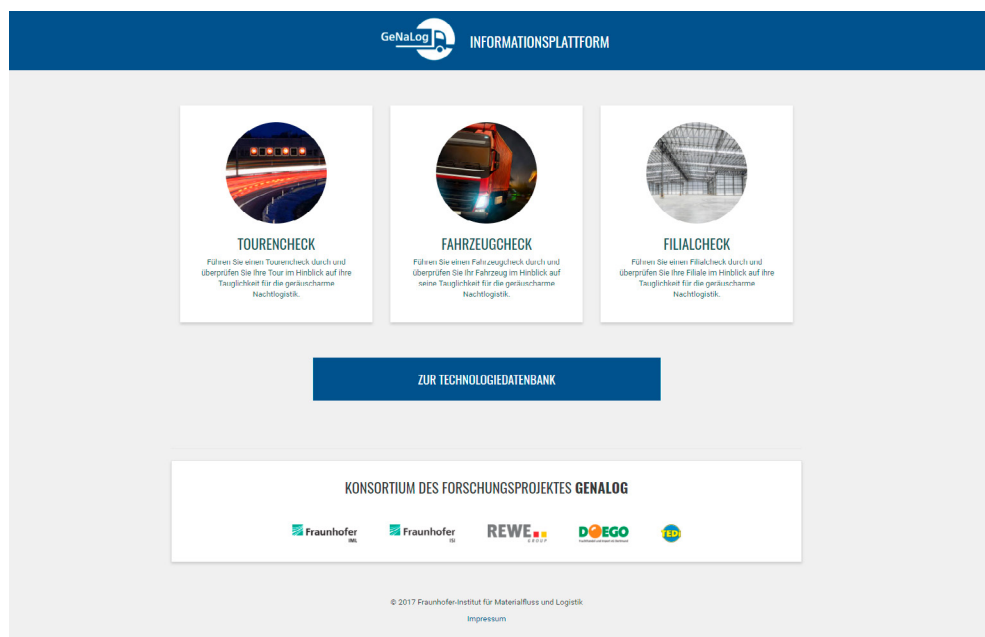 GeNaLog
INFORMATIONSPLATTFORM
TOURENCHECK
Führen Sie einen Tourencheck durch und
überprüfen Sie Ihre Tour im Hinblick auf ihre
Tauglichkeit für die geräuscharme
Nachtlogistik.
FAHRZEUGCHECK
Führen Sie einen Fahrzeugcheck durch und
überprüfen Sie Ihr Fahrzeug im Hinblick auf
seine Tauglichkeit für die geräuscharme
Nachtlogistik.
FILIALCHECK
Führen Sie einen Filialcheck durch und
überprüfen Sie Ihre Filiale im Hinblick auf ihre
Tauglichkeit für die geräuscharme
Nachtlogistik.
ZUR TECHNOLOGIEDATENBANK
KONSORTIUM DES FORSCHUNGSPROJEKTES GENALOG
Fraunhofer
IML
Fraunhofer
ISI
REWE
GROUP
DOEGO
TEDi
© 2017 Fraunhofer-Institut für Materialfluss und Logistik
Impressum